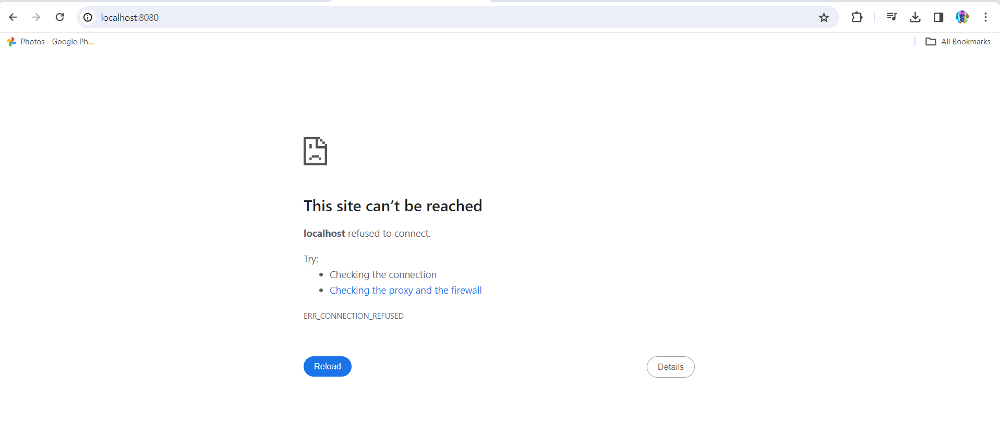 localhost:8080
Photos - Google Ph...
All Bookmarks
This site can’t be reached
localhost refused to connect.
Try:
• Checking the connection
• Checking the proxy and the firewall
ERR_CONNECTION_REFUSED
Reload
Details